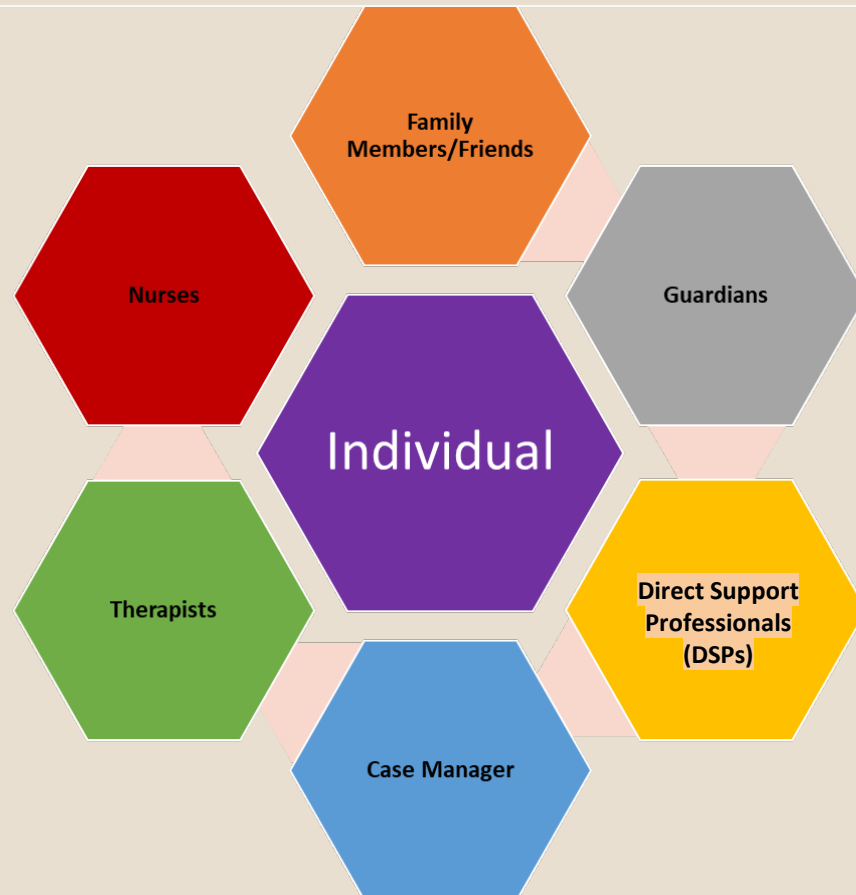 Family
Members/Friends
Nurses
Guardians
Individual
Therapists
Direct Support
Professionals
(DSPs)
Case Manager